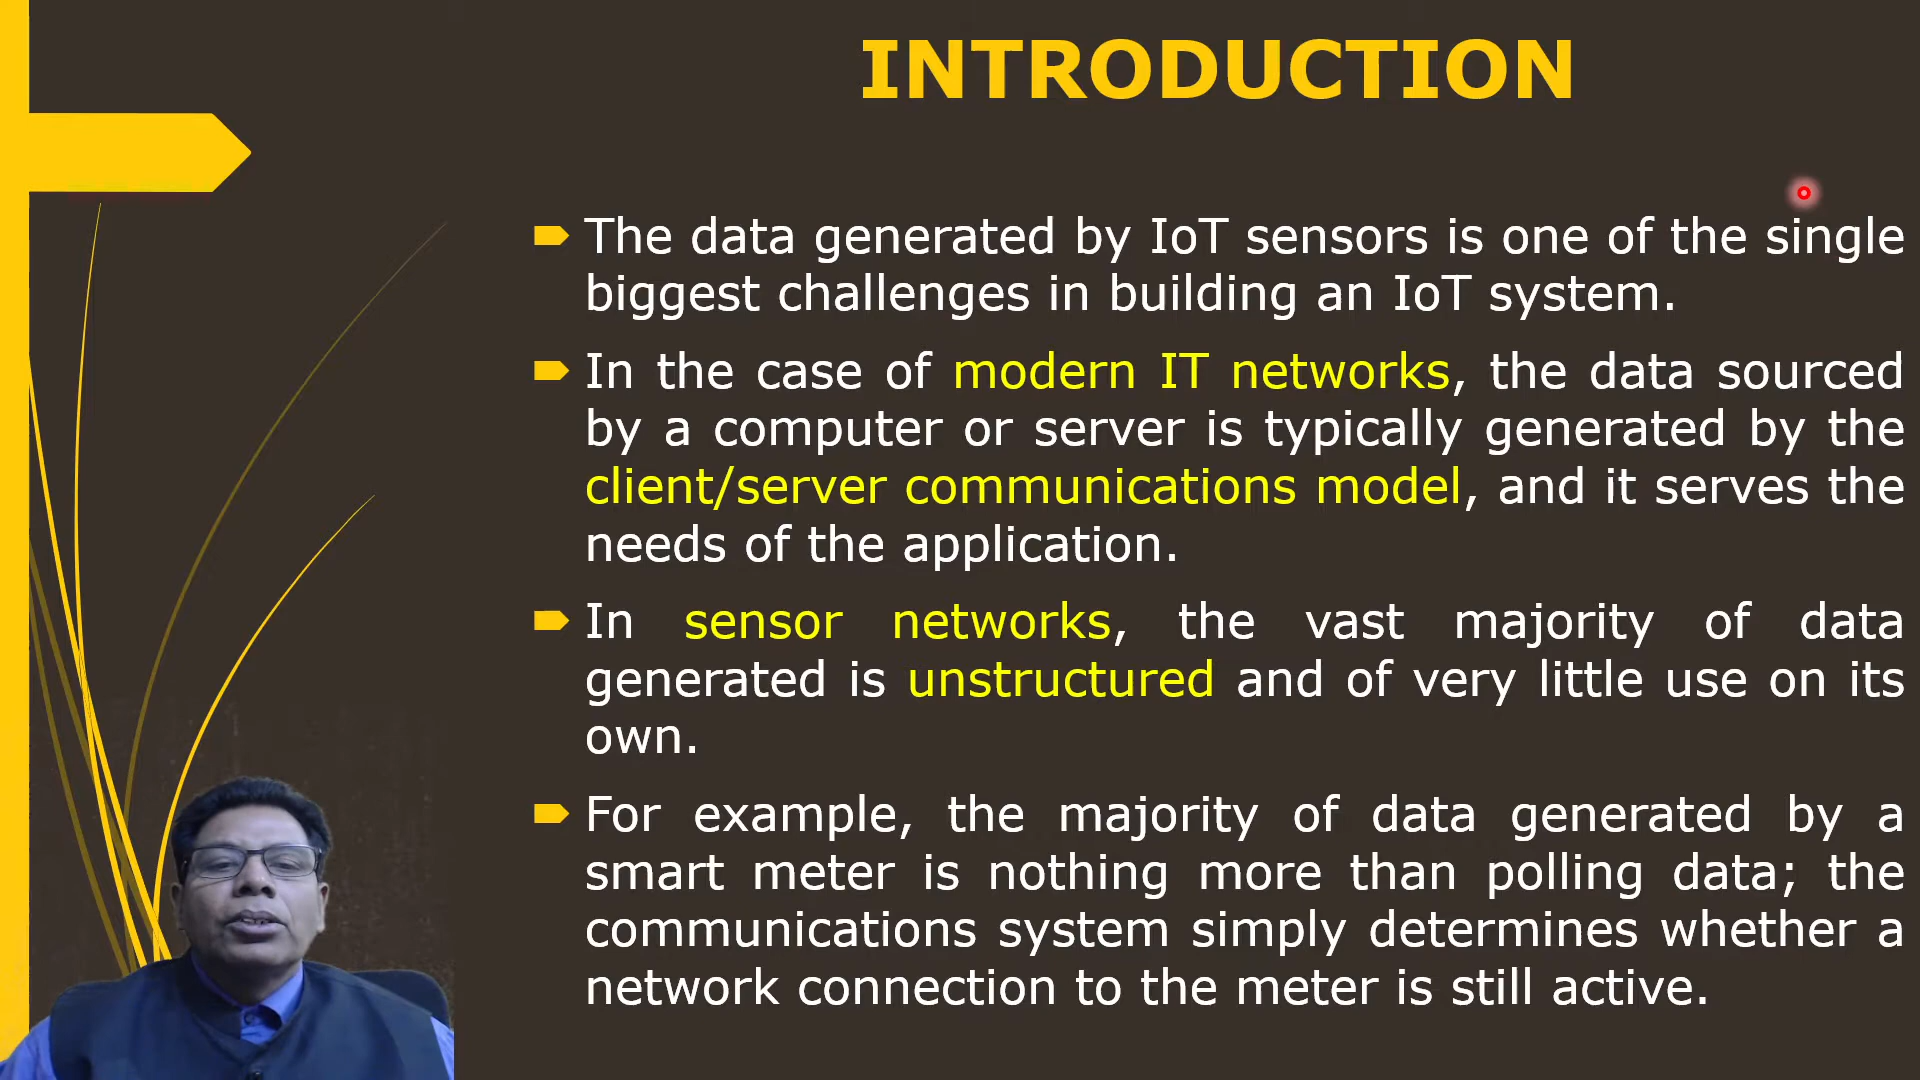 INTRODUCTION
The data generated by IoT sensors is one of the single
biggest challenges in building an IoT system.
In the case of modern IT networks, the data sourced
by a computer or server is typically generated by the
client/server communications model, and it serves the
needs of the application.
In sensor networks, the vast majority of data
generated is unstructured and of very little use on its
own.
For example, the majority of data generated by a
smart meter is nothing more than polling data; the
communications system simply determines whether a
network connection to the meter is still active.